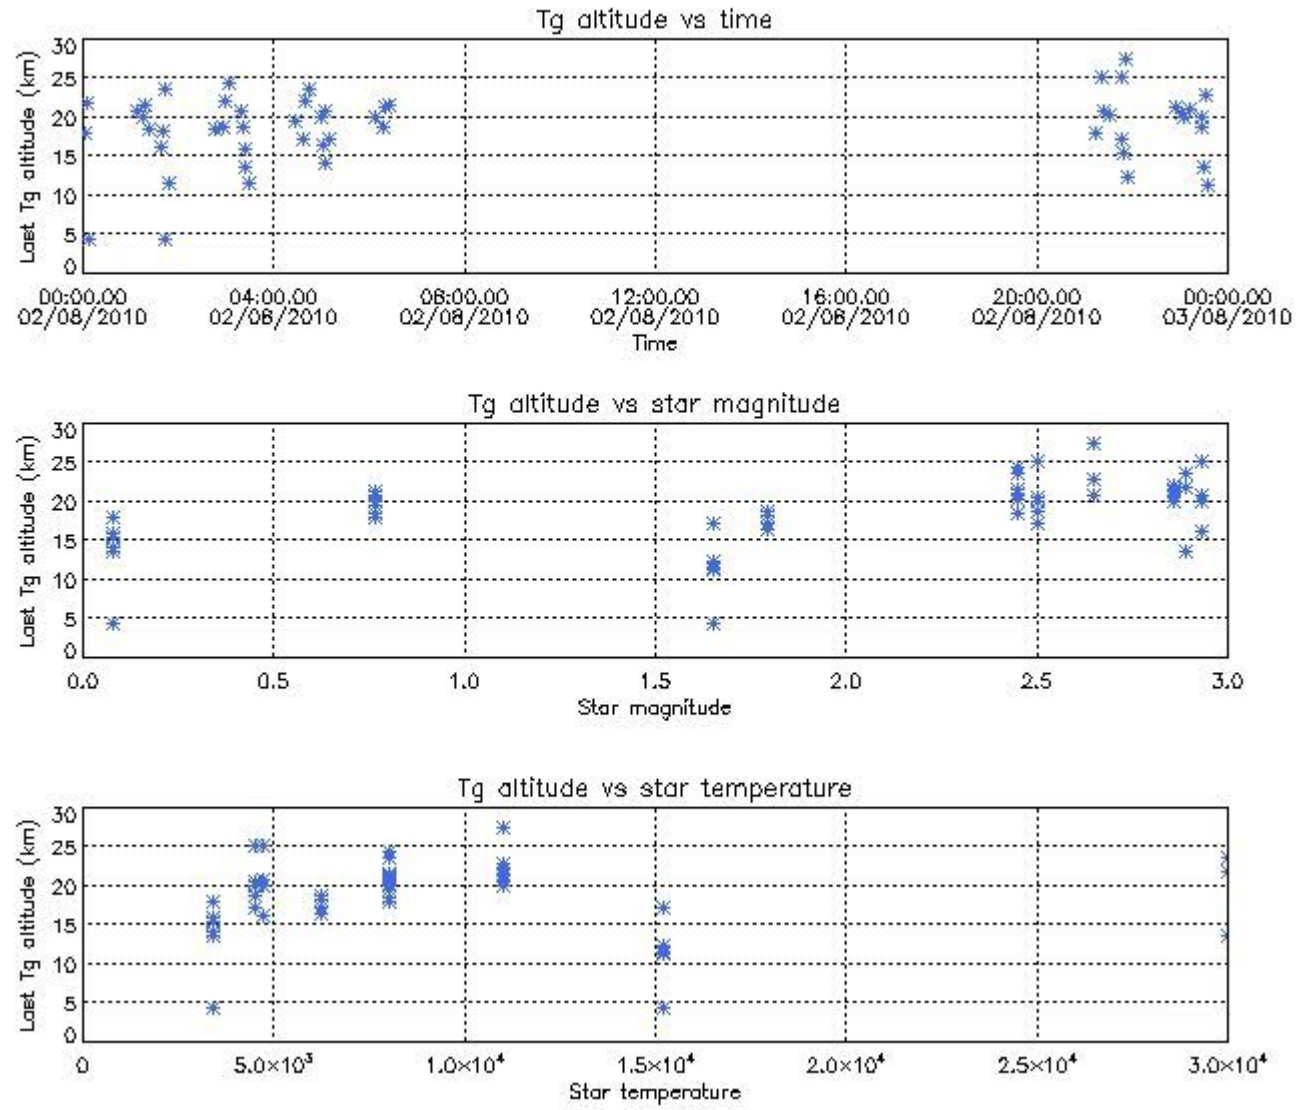 Tg altitude vs time
Last Tg altitude (km)
30
25
20
15
10
5
0
00:00.00 04:00.00 08:00.00 12:00.00 16:00.00 20:00.00 00:00.00
02/08/2010 02/08/2010 02/08/2010 02/08/2010 02/08/2010 02/08/2010 03/08/2010
Time
Tg altitude vs star magnitude
Last Tg altitude (km)
30
25
20
15
10
5
0
0.0 0.5 1.0 1.5 2.0 2.5 3.0
Star magnitude
Tg altitude vs star temperature
Last Tg altitude (km)
30
25
20
15
10
5
0
0 5.0×10³ 1.0×10⁴ 1.5×10⁴ 2.0×10⁴ 2.5×10⁴ 3.0×10⁴
Star temperature